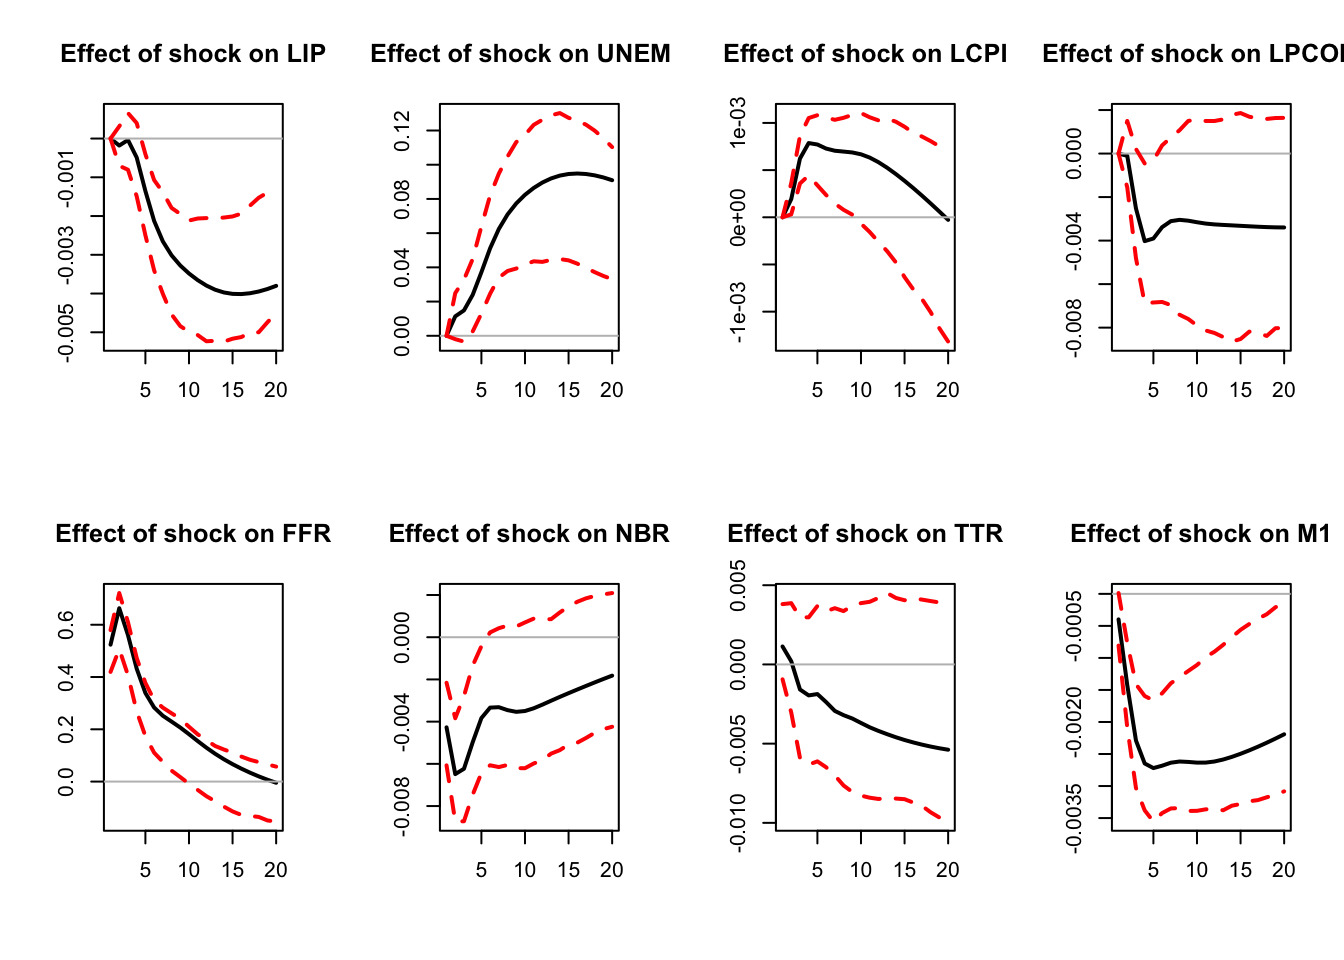 Effect of shock on LIP
Effect of shock on UNEM
Effect of shock on LCPI
Effect of shock on LPCO
-0.001
-0.003
-0.005
5 10 15 20
0.12
0.08
0.04
0.00
5 10 15 20
1e-03
0e+00
-1e-03
5 10 15 20
0.000
-0.004
-0.008
5 10 15 20
Effect of shock on FFR
Effect of shock on NBR
Effect of shock on TTR
Effect of shock on M1
0.6
0.4
0.2
0.0
5 10 15 20
0.000
-0.004
-0.008
5 10 15 20
0.005
0.000
-0.005
-0.010
5 10 15 20
-0.0005
-0.0020
-0.0035
5 10 15 20